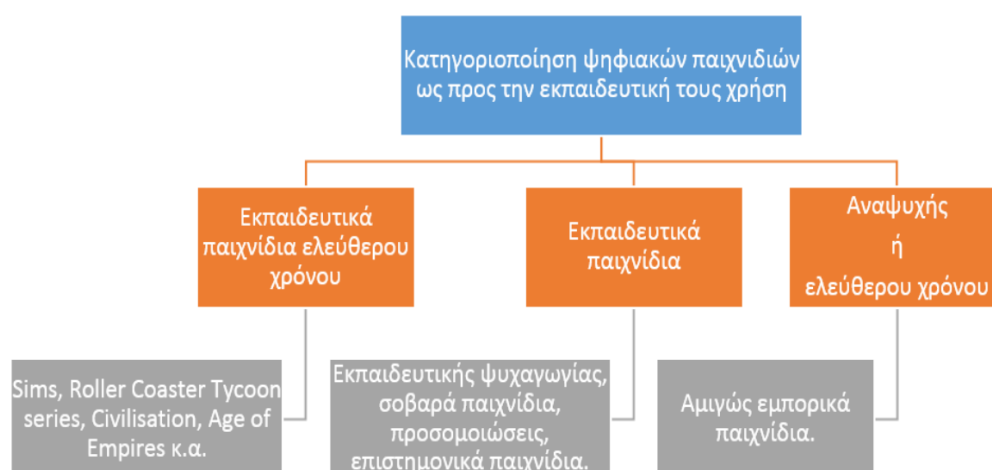 Κατηγοριοποίηση ψηφιακών παιχνιδιών
ως προς την εκπαιδευτική τους χρήση
Εκπαιδευτικά
παιχνίδια ελεύθερου
χρόνου
Εκπαιδευτικά
παιχνίδια
Αναψυχής
ή
ελεύθερου χρόνου
Sims, Roller Coaster Tycoon
series, Civilisation, Age of
Empires κ.α.
Εκπαιδευτικής ψυχαγωγίας,
σοβαρά παιχνίδια,
προσομοιώσεις,
επιστημονικά παιχνίδια.
Αμιγώς εμπορικά
παιχνίδια.